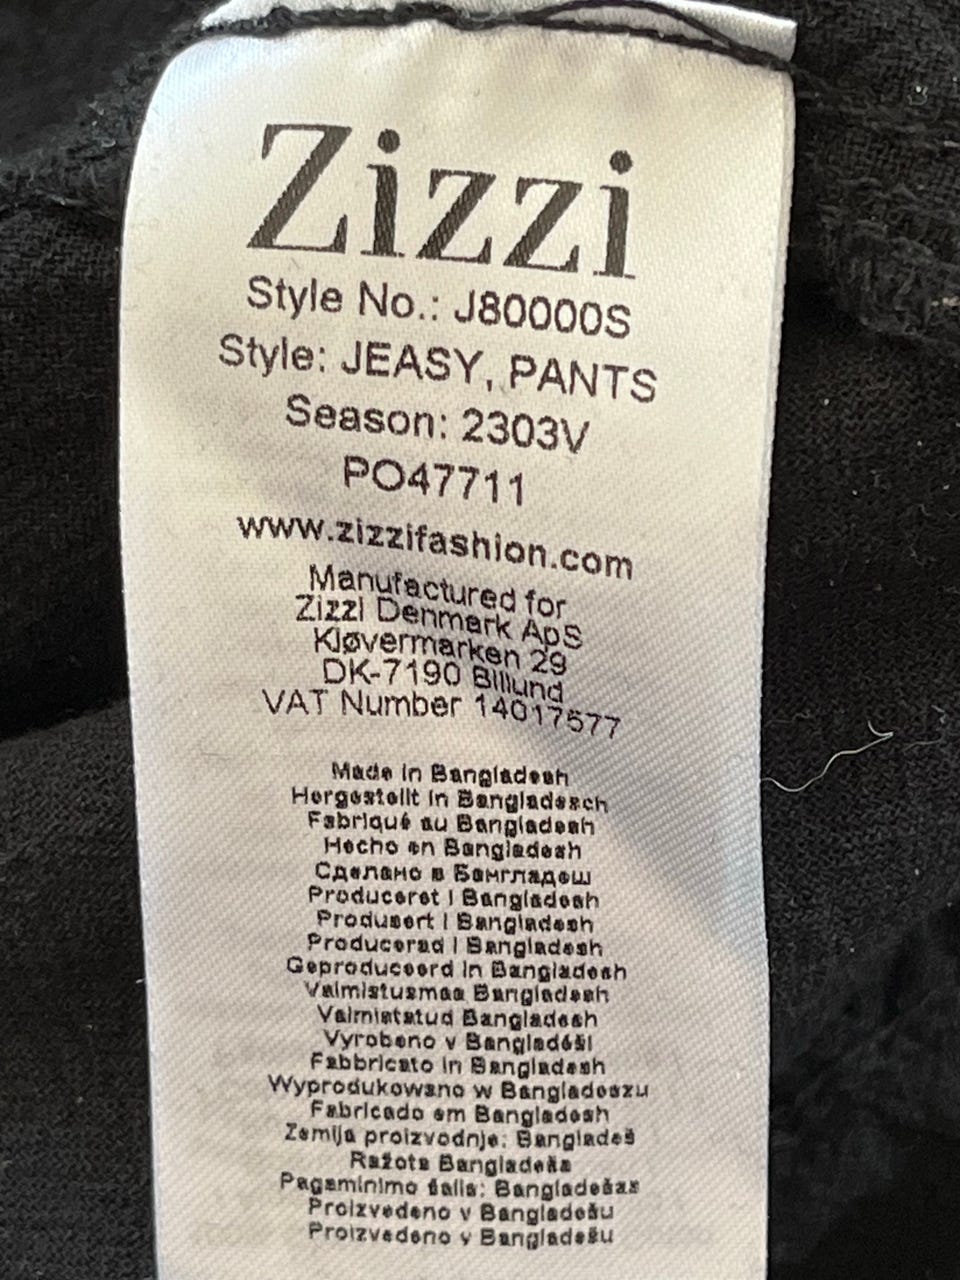 Zizzi
Style No.: J80000S
Style: JEASY, PANTS
Season: 2303V
PO47711
www.zizzifashion.com
Manufactured for
Zizzi Denmark ApS
Kløvermarken 29
DK-7190 Billund
VAT Number 14017577
Made in Bangladesh
Hergestellt in Bangladesch
Fabriqué au Bangladesh
Hecho en Bangladesh
Сделано в Бангладеш
Produceret i Bangladesh
Produsert i Bangladesh
Producerad i Bangladesh
Geproduceerd in Bangladesh
Valmistusmaa Bangladesh
Valmistatud Bangladesh
Vyrobeno v Bangladéši
Fabbricato in Bangladesh
Wyprodukowano w Bangladeszu
Fabricado em Bangladesh
Zemlja proizvodnje: Bangladeš
Ražots Bangladeša
Pagaminimo šalis: Bangladešas
Proizvedeno v Bangladešu
Proizvedeno v Bangladešu